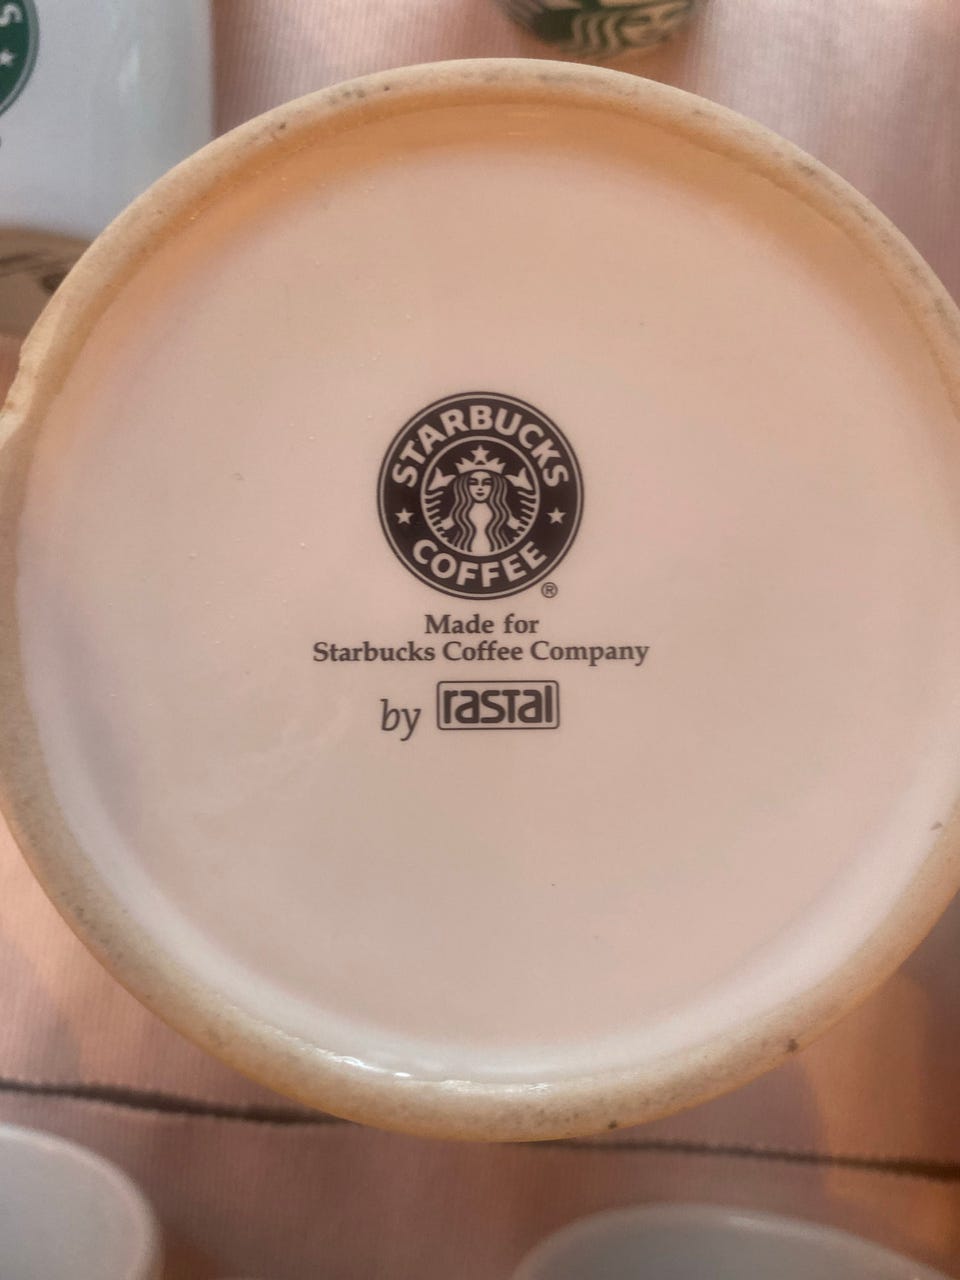 STARBUCKS
COFFEE
®
Made for
Starbucks Coffee Company
by rastal